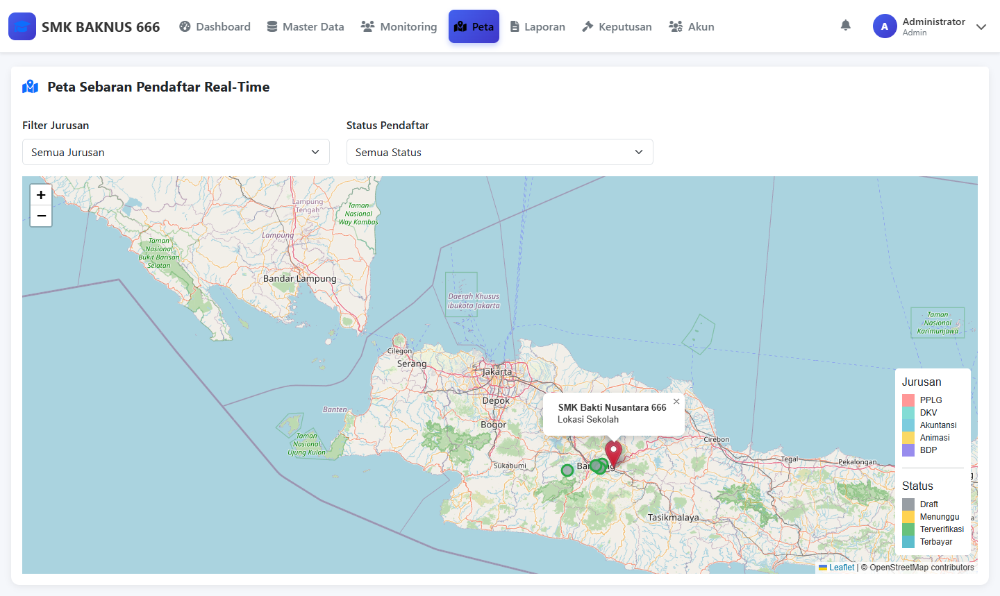 SMK BAKNUS 666
Dashboard
Master Data
Monitoring
Peta
Laporan
Keputusan
Akun
A
Administrator
Admin
Peta Sebaran Pendaftar Real-Time
Filter Jurusan
Status Pendaftar
Semua Jurusan
Semua Status
+
−
Lampung
Tengah
Taman
Nasional
Way Kambas
Lampung
Taman
Nasional
Bukit Barisan
Selatan
Bandar Lampung
Daerah Khusus
ibukota Jakarta
Taman
Nasional
Karimunjawa
Cilegon
Serang
Jakarta
Depok
Banten
Bogor
SMK Bakti Nusantara 666
×
Lokasi Sekolah
Taman
Nasional
Ujung Kulon
Cirebon
Sukabumi
Tegal
Pekalongan
Tasikmalaya
Jurusan
PPLG
DKV
Akuntansi
Animasi
BDP
Status
Draft
Menunggu
Terverifikasi
Terbayar
Leaflet | © OpenStreetMap contributors